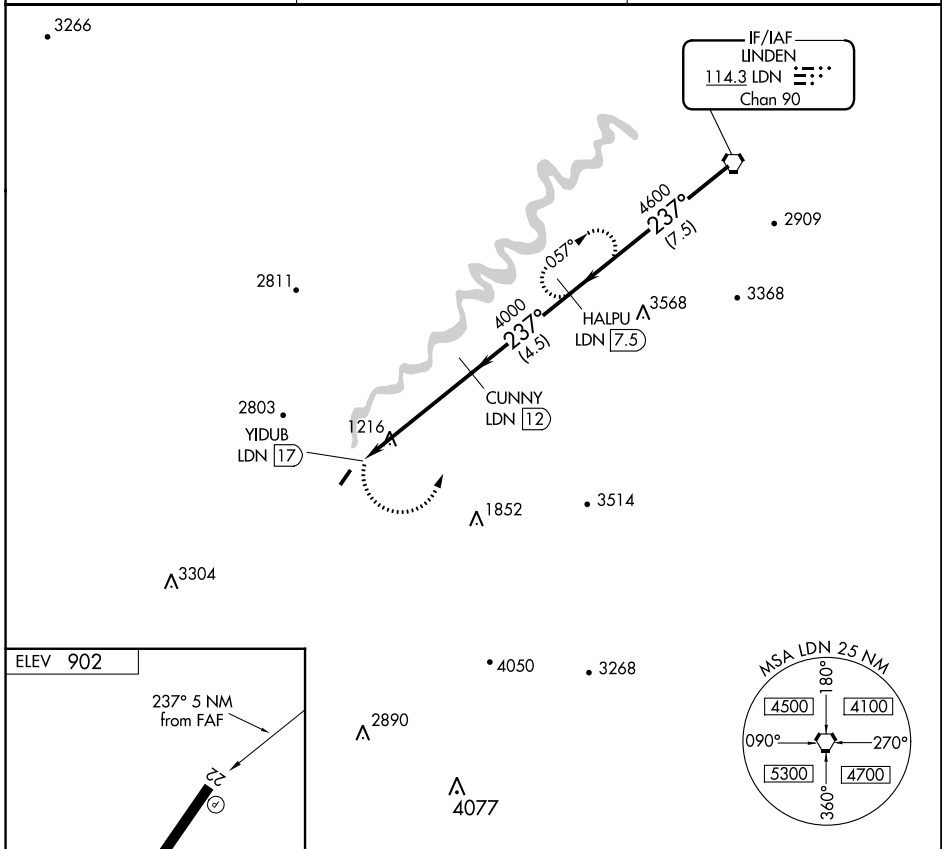 3266
IF/IAF
LINDEN
114.3 LDN
Chan 90
4600
237°
(7.5)
2909
057°
2811
3368
3568
HALPU
LDN 7.5
4000
237°
(4.5)
CUNNY
LDN 12
2803
1216
YIDUB
LDN 17
1852
3514
3304
ELEV 902
4050
3268
237° 5 NM
from FAF
2890
22
P
4077
MSA LDN 25 NM
180°
4500
4100
090°
270°
5300
4700
360°